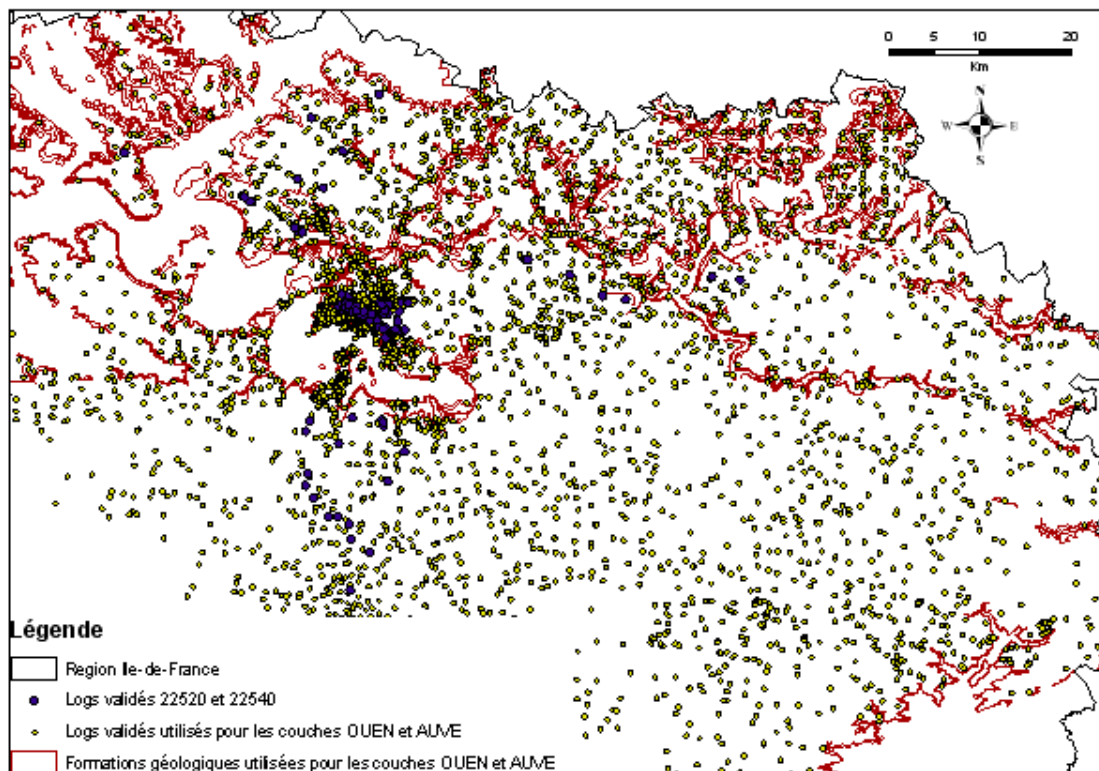 0 5 10 20
Km
N
W E
S
Légende
Region Ile-de-France
Logs validés 22520 et 22540
Logs validés utilisés pour les couches OUEN et AUVE
Formations géologiques utilisées pour les couches OUEN et AUVE